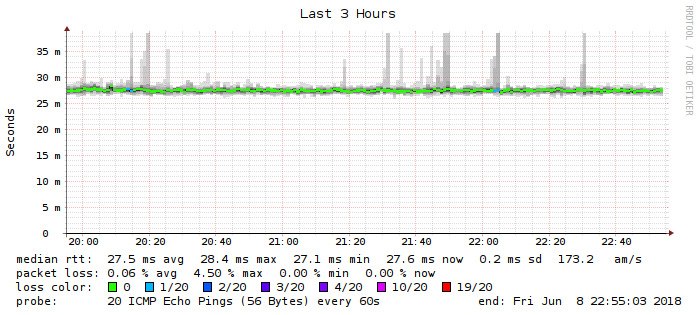 Last 3 Hours
RRDTOOL / TOBI OETIKER
Seconds
35 m
30 m
25 m
20 m
15 m
10 m
5 m
0
20:00 20:20 20:40 21:00 21:20 21:40 22:00 22:20 22:40
median rtt: 27.5 ms avg 28.4 ms max 27.1 ms min 27.6 ms now 0.2 ms sd 173.2 am/s
packet loss: 0.06 % avg 4.50 % max 0.00 % min 0.00 % now
loss color: 0 1/20 2/20 3/20 4/20 10/20 19/20
probe: 20 ICMP Echo Pings (56 Bytes) every 60s end: Fri Jun 8 22:55:03 2018